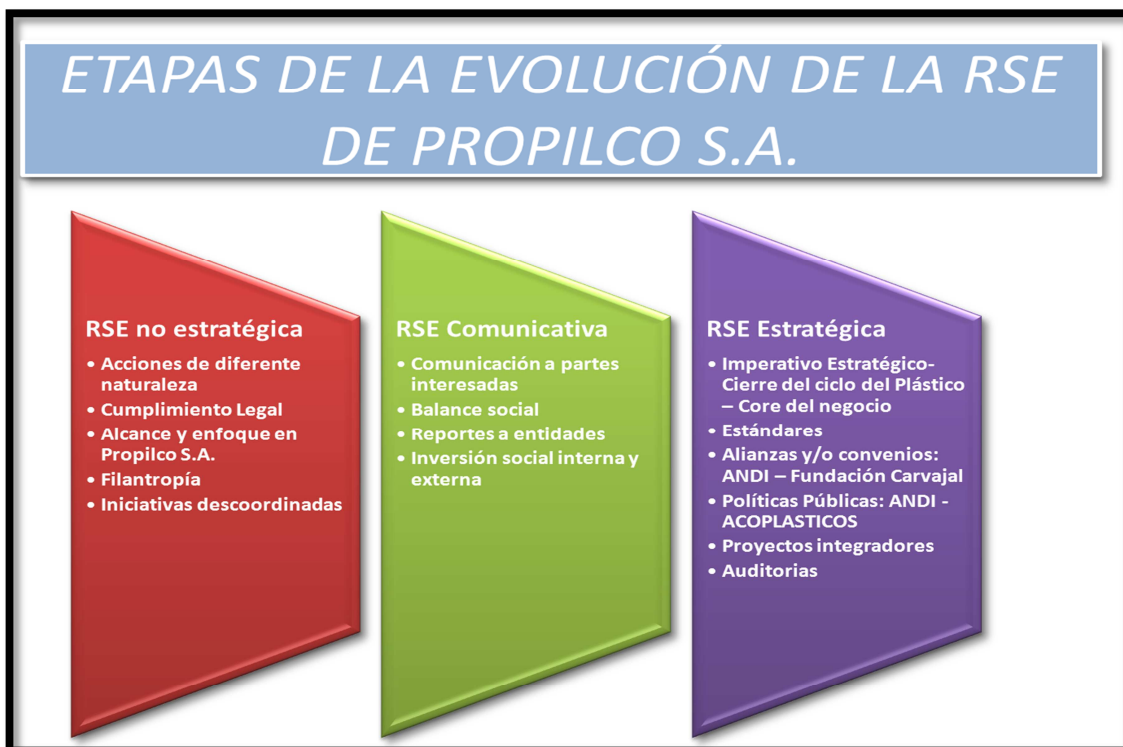 ETAPAS DE LA EVOLUCIÓN DE LA RSE
DE PROPILCO S.A.
RSE no estratégica
• Acciones de diferente
naturaleza
• Cumplimiento Legal
• Alcance y enfoque en
Propilco S.A.
• Filantropía
• Iniciativas descoordinadas
RSE Comunicativa
• Comunicación a partes
interesadas
• Balance social
• Reportes a entidades
• Inversión social interna y
externa
RSE Estratégica
• Imperativo Estratégico-
Cierre del ciclo del Plástico
– Core del negocio
• Estándares
• Alianzas y/o convenios:
ANDI – Fundación Carvajal
• Políticas Públicas: ANDI -
ACOPLASTICOS
• Proyectos integradores
• Auditorias